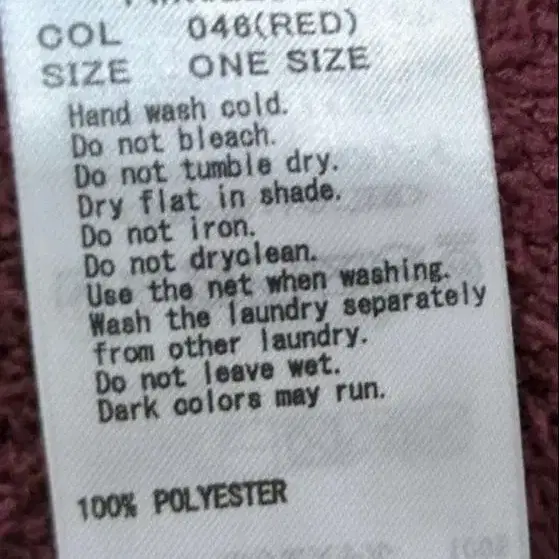 COL 046(RED)
SIZE ONE SIZE
Hand wash cold.
Do not bleach.
Do not tumble dry.
Dry flat in shade.
Do not iron.
Do not dryclean.
Use the net when washing.
Wash the laundry separately
from other laundry.
Do not leave wet.
Dark colors may run.
100% POLYESTER